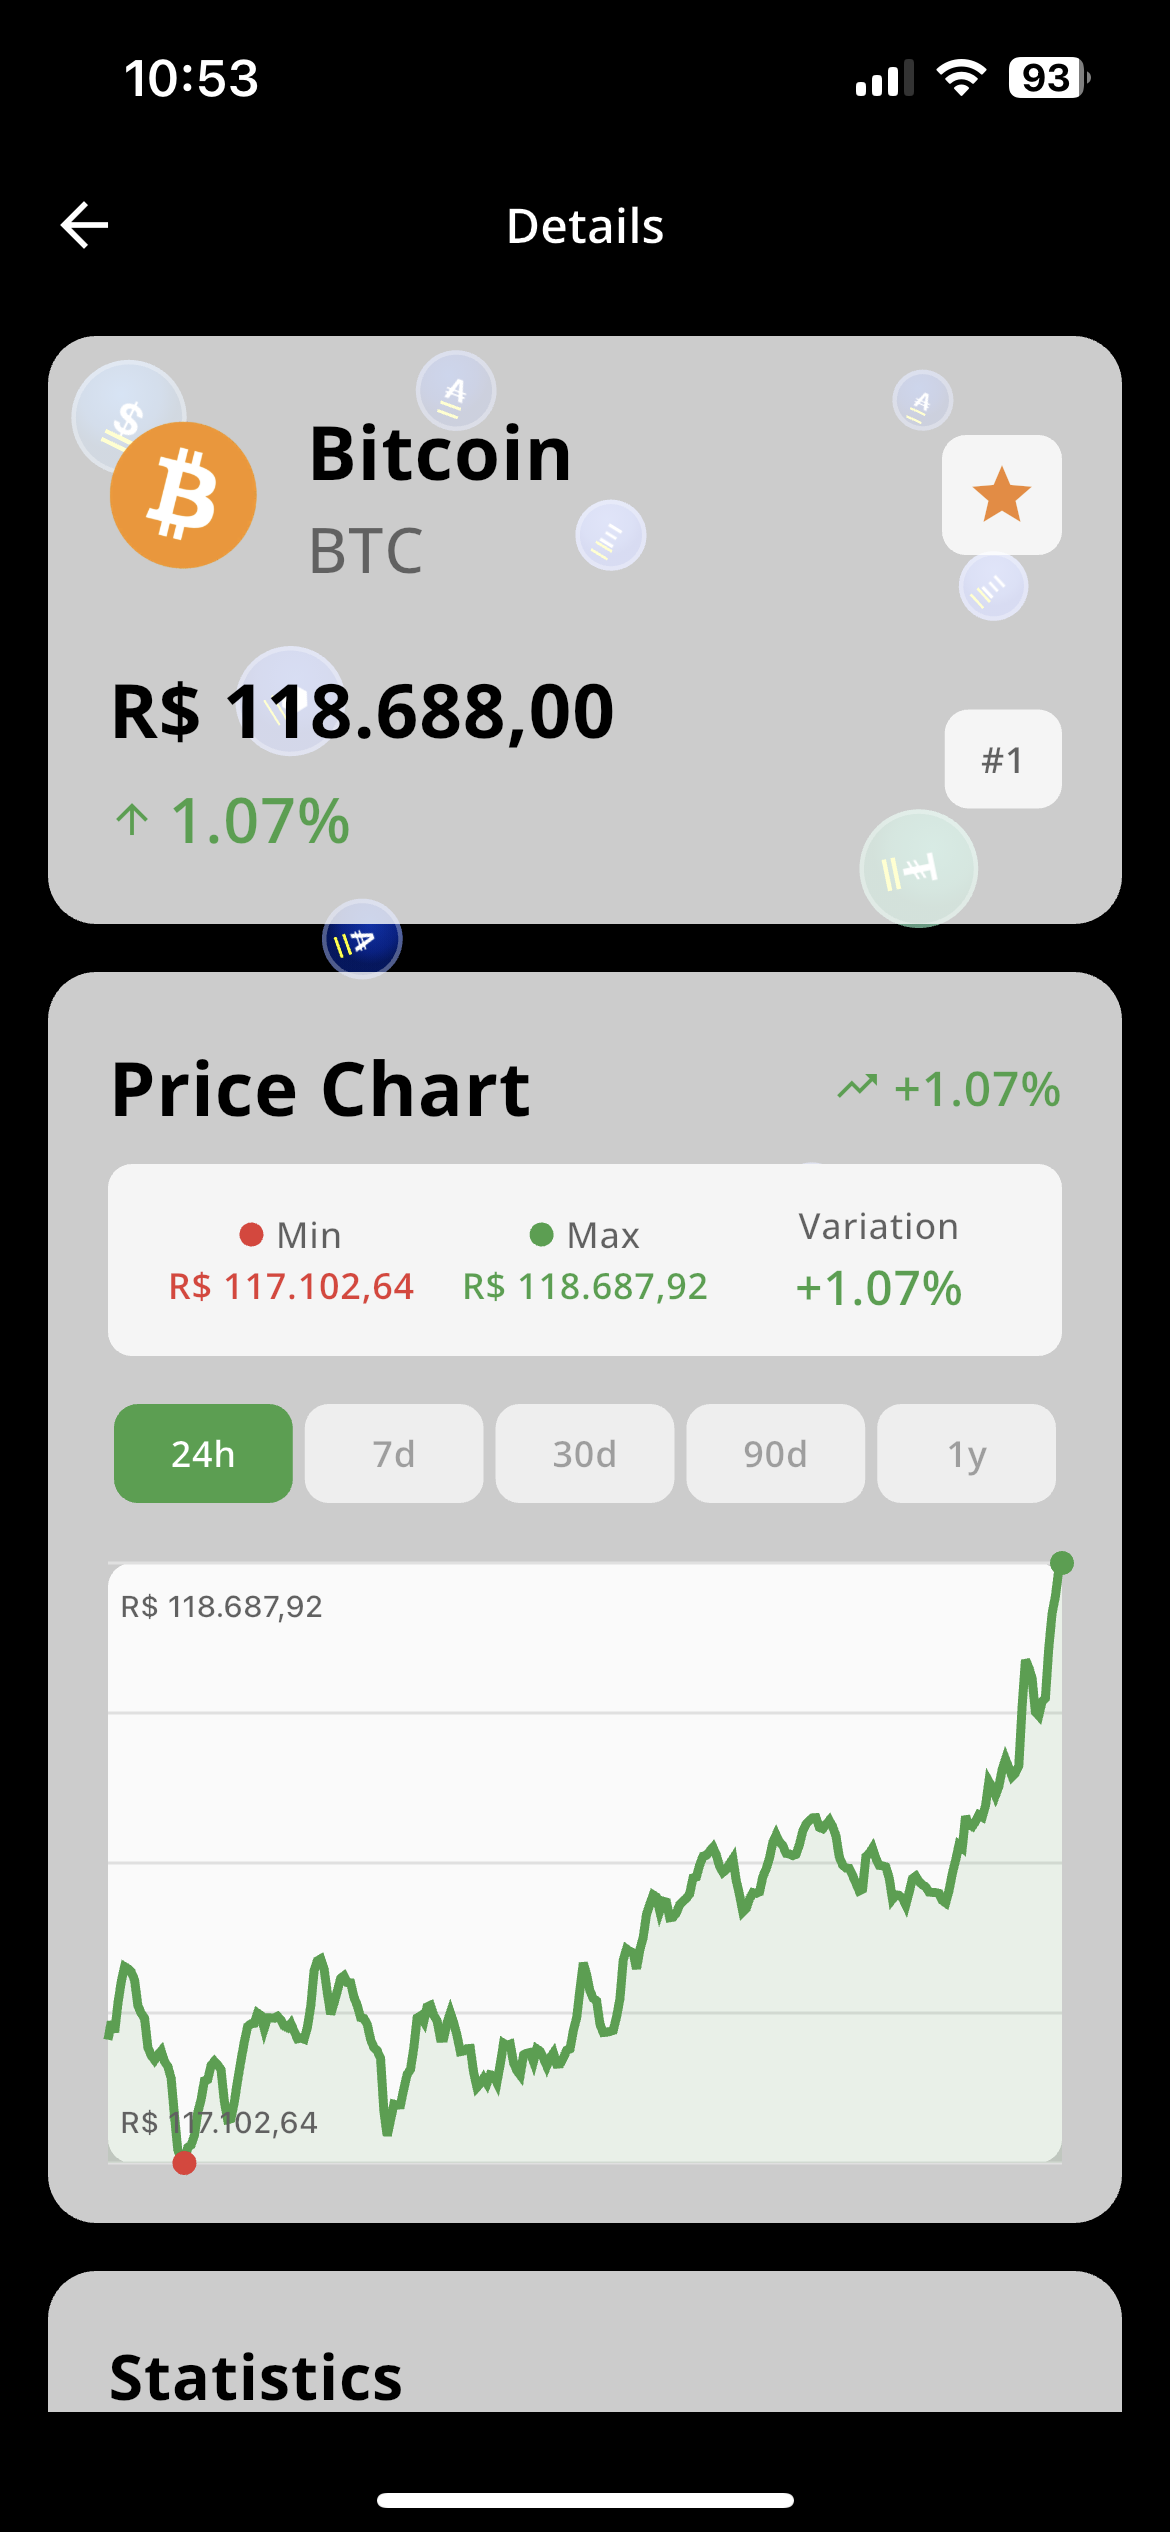 10:53
93
Details
Bitcoin
BTC
R$ 118.688,00
#1
↑ 1.07%
Price Chart
+1.07%
Min
Max
Variation
R$ 117.102,64
R$ 118.687,92
+1.07%
24h
7d
30d
90d
1y
R$ 118.687,92
R$ 117.102,64
Statistics